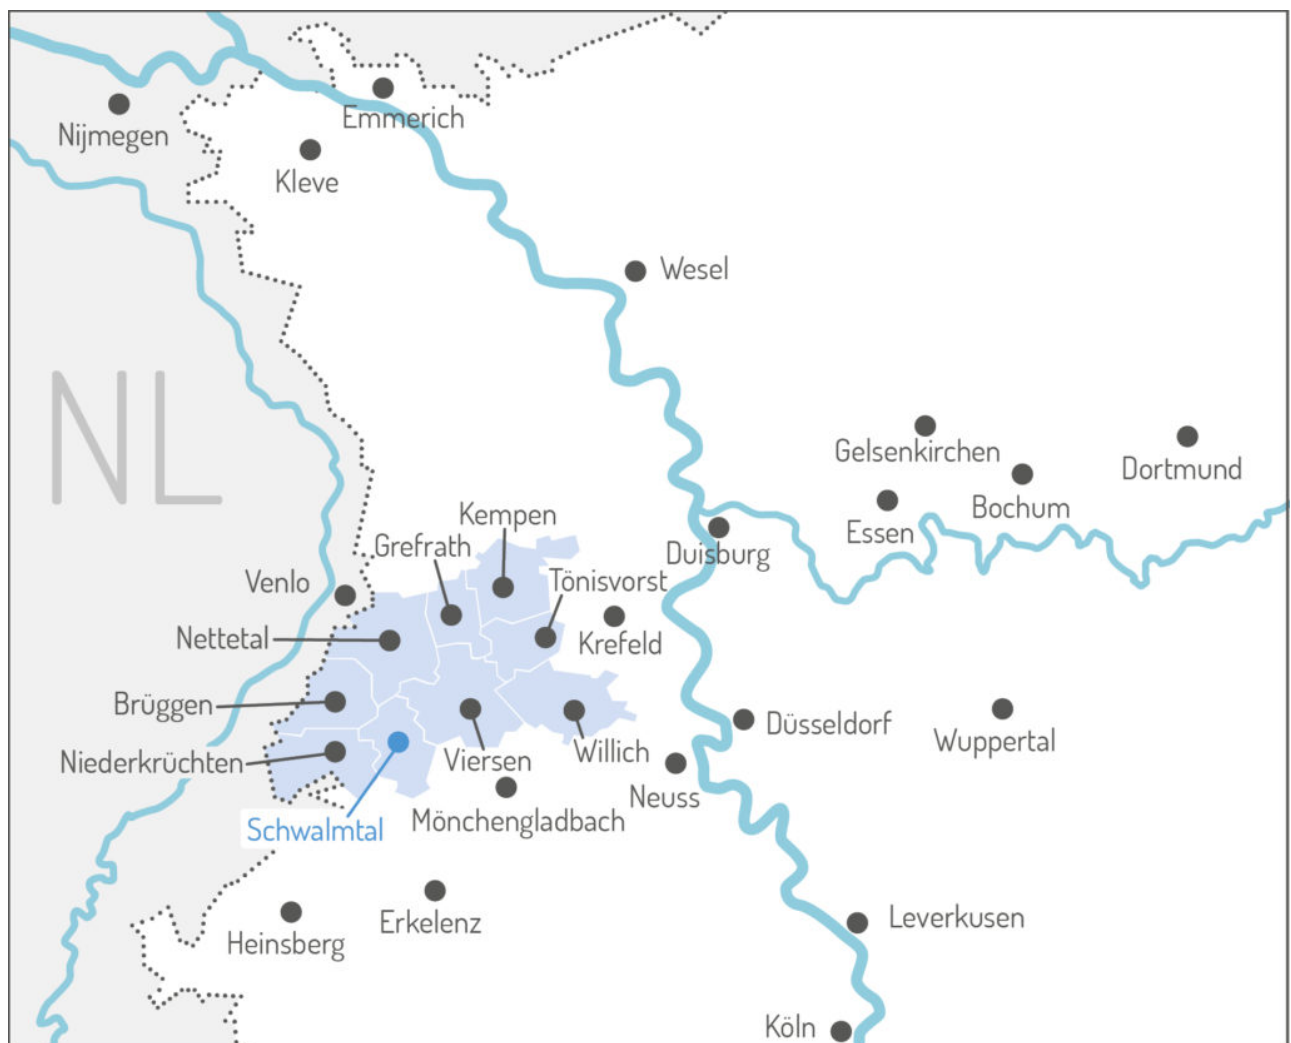 Emmerich
Nijmegen
Kleve
Wesel
NL
Gelsenkirchen
Dortmund
Bochum
Essen
Kempen
Grefrath
Duisburg
Tönisvorst
Venlo
Nettetal
Krefeld
Brüggen
Düsseldorf
Wuppertal
Niederkrüchten
Viersen
Willich
Neuss
Schwalmtal
Mönchengladbach
Erkelenz
Leverkusen
Heinsberg
Köln